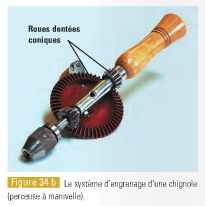 Roues dentées
coniques
Figure 34 b Le système d'engrenage d'une chignole
(perceuse à manivelle).